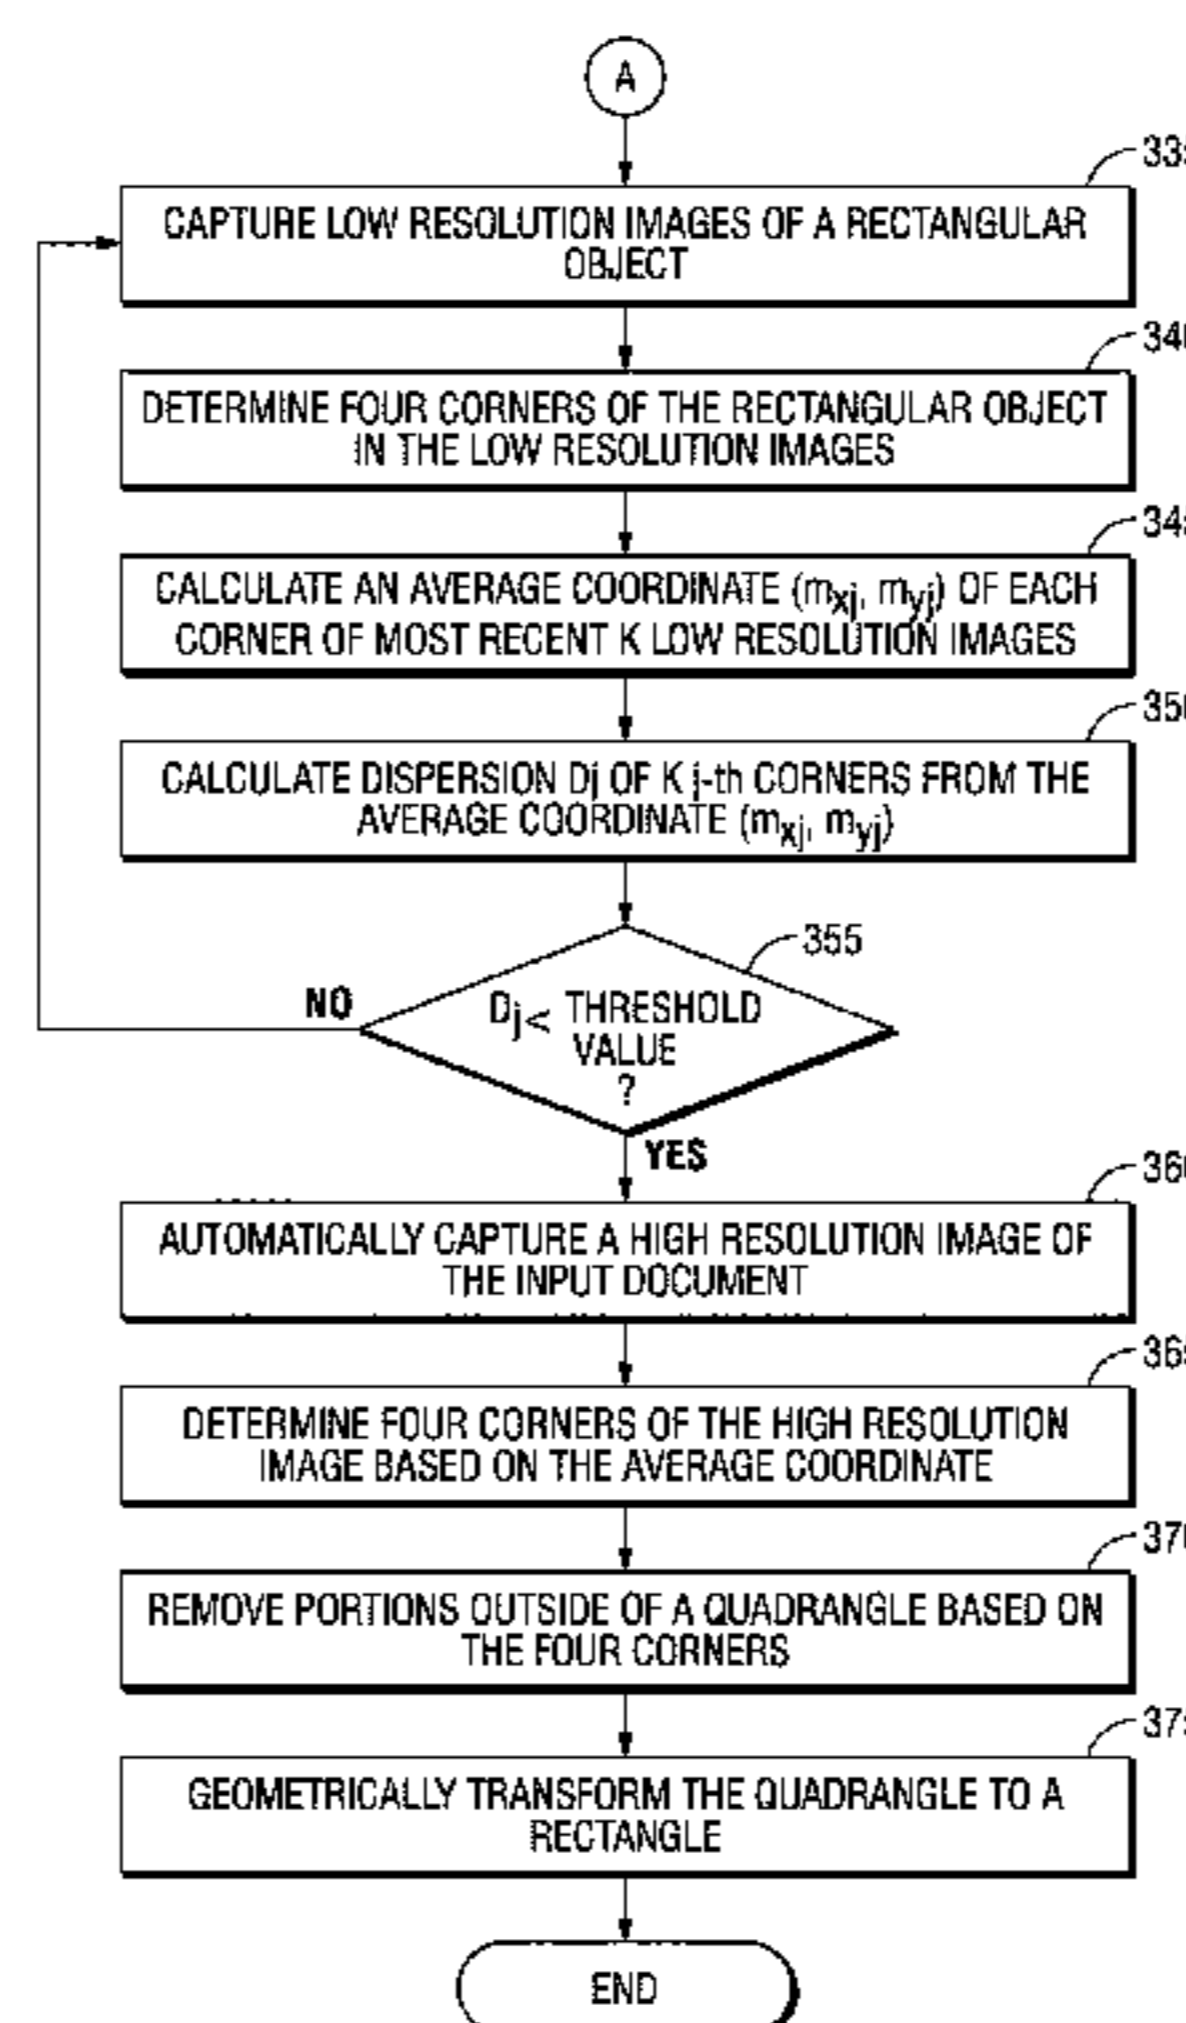 A
CAPTURE LOW RESOLUTION IMAGES OF A RECTANGULAR
OBJECT
DETERMINE FOUR CORNERS OF THE RECTANGULAR OBJECT
IN THE LOW RESOLUTION IMAGES
CALCULATE AN AVERAGE COORDINATE (mxj, myj) OF EACH
CORNER OF MOST RECENT K LOW RESOLUTION IMAGES
CALCULATE DISPERSION Dj OF K j-th CORNERS FROM THE
AVERAGE COORDINATE (mxj, myj)
355
NO
Dj< THRESHOLD
VALUE
?
YES
AUTOMATICALLY CAPTURE A HIGH RESOLUTION IMAGE OF
THE INPUT DOCUMENT
DETERMINE FOUR CORNERS OF THE HIGH RESOLUTION
IMAGE BASED ON THE AVERAGE COORDINATE
REMOVE PORTIONS OUTSIDE OF A QUADRANGLE BASED ON
THE FOUR CORNERS
GEOMETRICALLY TRANSFORM THE QUADRANGLE TO A
RECTANGLE
END